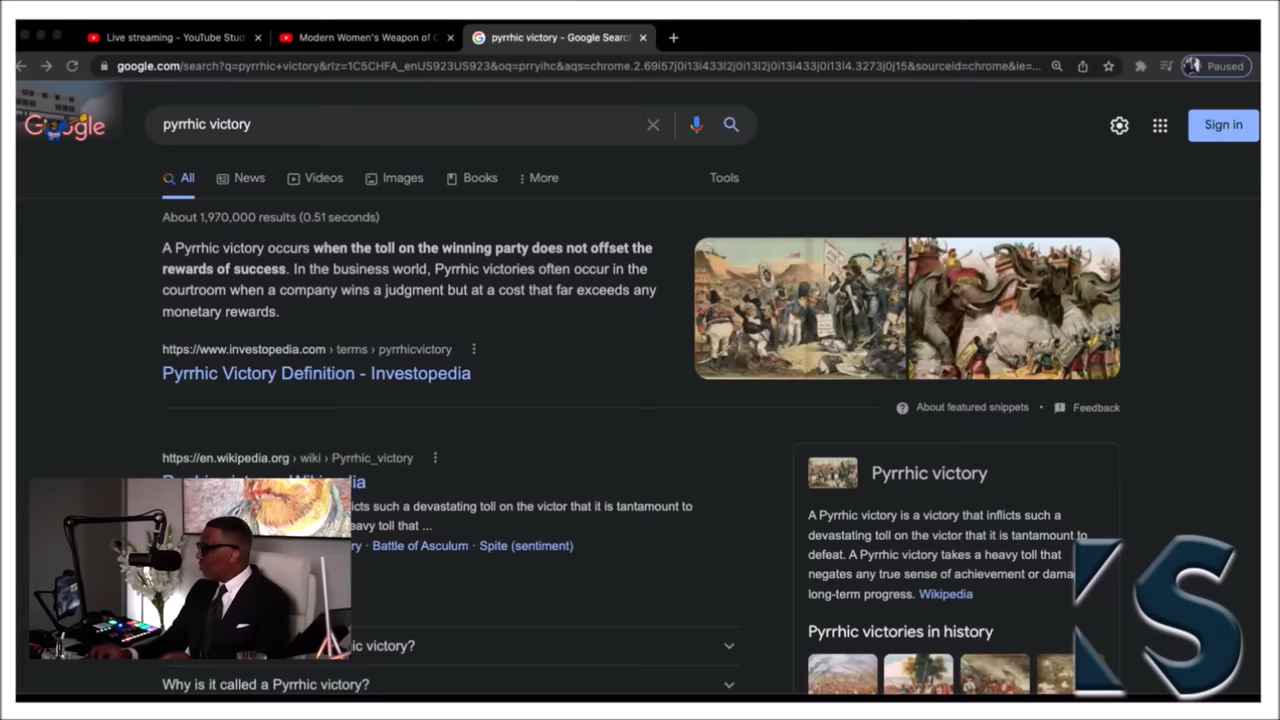 Live streaming - YouTube Stud
Modern Women's Weapon of C
pyrrhic victory - Google Search
google.com/search?q=pyrrhic+victory&rlz=1C5CHFA_enUS923US923&oq=prryihc&aqs=chrome.2.69i57j0i13i433l2j0i13l2j0i13i433j0i13l4.3273j0j15&sourceid=chrome&ie=...
Paused
Google
pyrrhic victory
Sign in
All
News
Videos
Images
Books
More
Tools
About 1,970,000 results (0.51 seconds)
A Pyrrhic victory occurs when the toll on the winning party does not offset the
rewards of success. In the business world, Pyrrhic victories often occur in the
courtroom when a company wins a judgment but at a cost that far exceeds any
monetary rewards.
https://www.investopedia.com › terms › pyrrhicvictory
Pyrrhic Victory Definition - Investopedia
About featured snippets • Feedback
https://en.wikipedia.org › wiki › Pyrrhic_victory
icts such a devastating toll on the victor that it is tantamount to
eavy toll that ...
ry · Battle of Asculum · Spite (sentiment)
ic victory?
Why is it called a Pyrrhic victory?
Pyrrhic victory
A Pyrrhic victory is a victory that inflicts such a
devastating toll on the victor that it is tantamount to
defeat. A Pyrrhic victory takes a heavy toll that
negates any true sense of achievement or dama
long-term progress. Wikipedia
Pyrrhic victories in history
KS